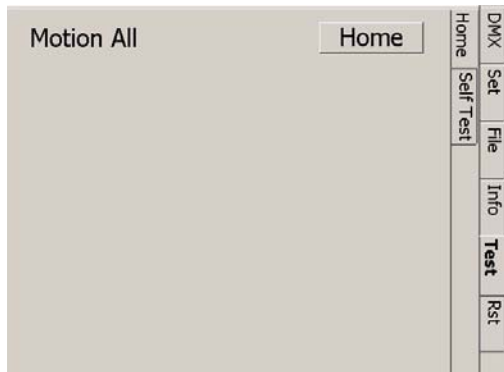 Motion All
Home
Home
Self Test
DMX
Set
File
Info
Test
Rst